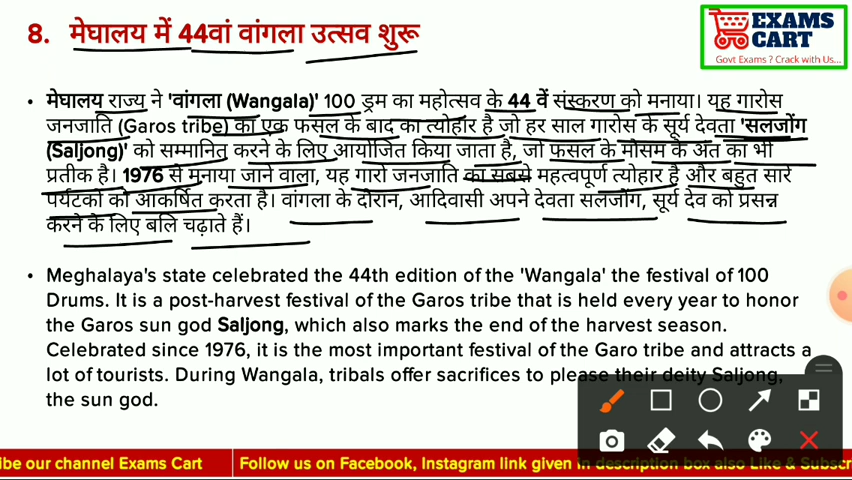 8. मेघालय में 44वां वांगला उत्सव शुरू
EXAMS
CART
Govt Exams ? Crack with Us...
• मेघालय राज्य ने 'वांगला (Wangala)' 100 ड्रम का महोत्सव के 44 वें संस्करण को मनाया। यह गारोस
जनजाति (Garos tribe) का एक फसल के बाद का त्योहार है जो हर साल गारोस के सूर्य देवता 'सलजोंग
(Saljong)' को सम्मानित करने के लिए आयोजित किया जाता है, जो फसल के मौसम के अंत का भी
प्रतीक है। 1976 से मनाया जाने वाला, यह गारो जनजाति का सबसे महत्वपूर्ण त्योहार है और बहुत सारे
पर्यटकों को आकर्षित करता है। वांगला के दौरान, आदिवासी अपने देवता सलजोंग, सूर्य देव को प्रसन्न
करने के लिए बलि चढ़ाते हैं।
• Meghalaya's state celebrated the 44th edition of the 'Wangala' the festival of 100
Drums. It is a post-harvest festival of the Garos tribe that is held every year to honor
the Garos sun god Saljong, which also marks the end of the harvest season.
Celebrated since 1976, it is the most important festival of the Garo tribe and attracts a
lot of tourists. During Wangala, tribals offer sacrifices to please their deity Saljong,
the sun god.
ibe our channel Exams Cart Follow us on Facebook, Instagram link given in description box also Like & Subscr